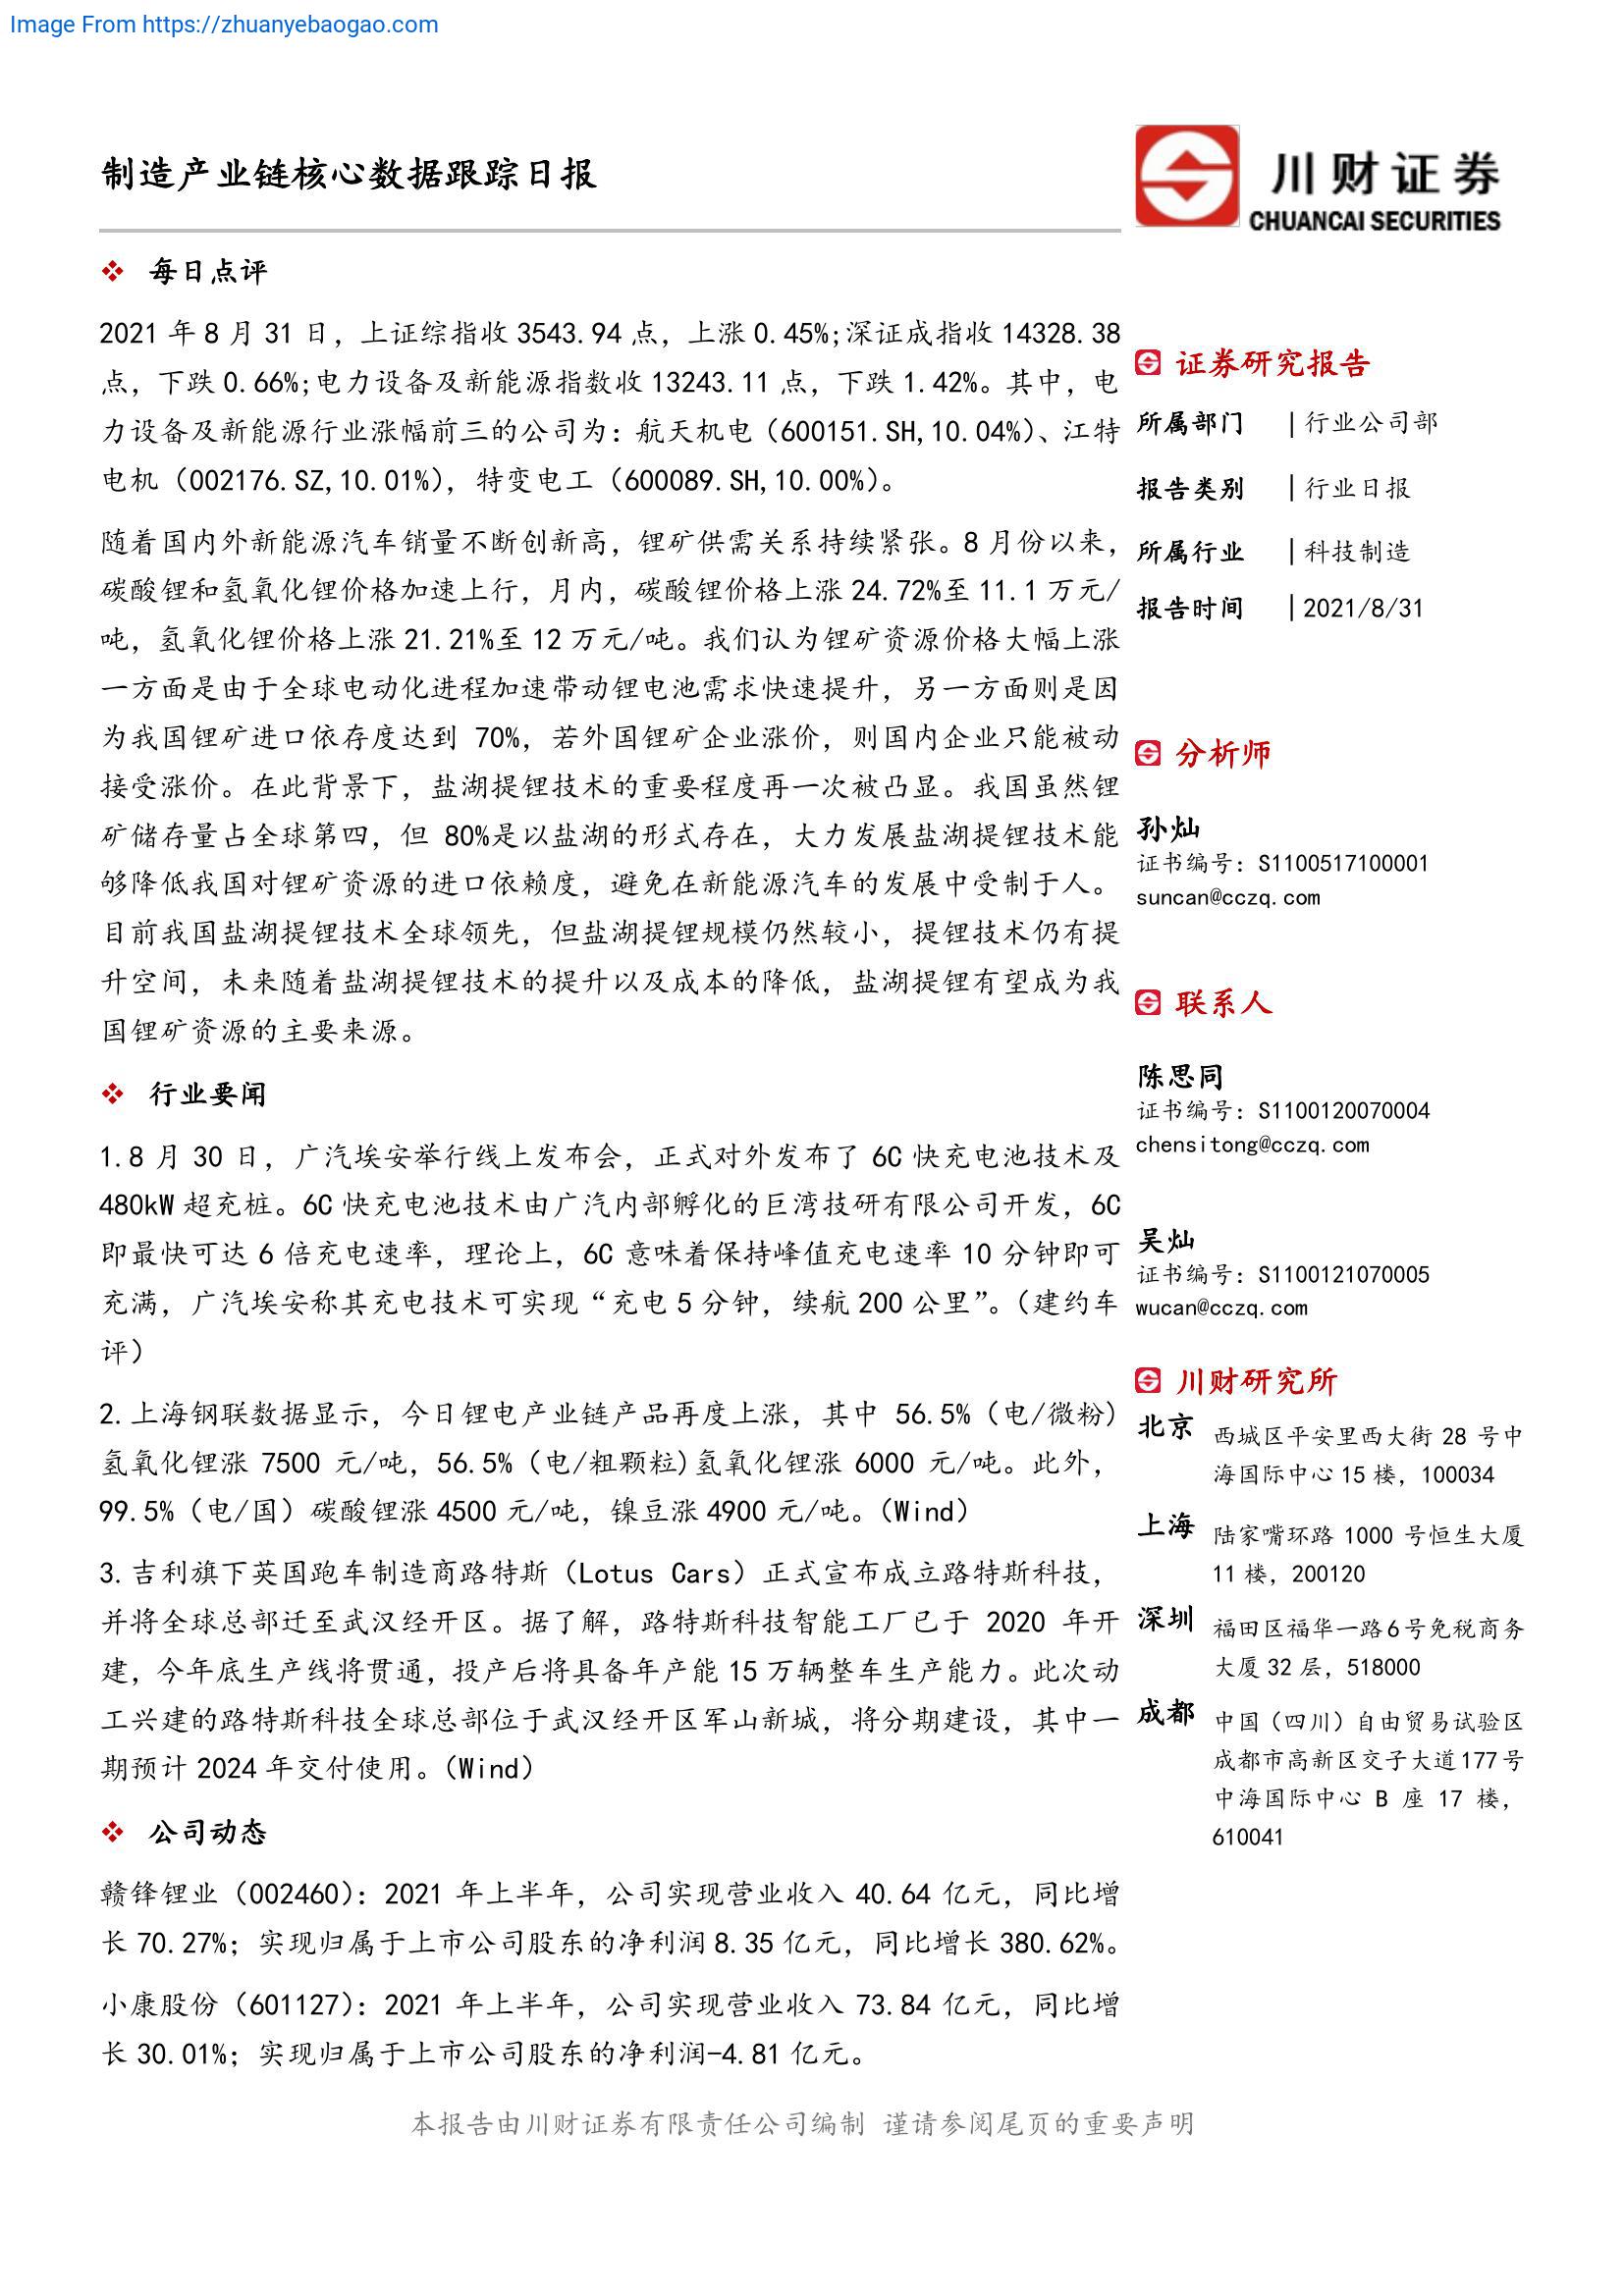 Image From https://zhuanyebaogao.com
制造产业链核心数据跟踪日报
川财证券
CHUANCAI SECURITIES
每日点评
2021 年 8 月 31 日，上证综指收 3543.94 点，上涨 0.45%;深证成指收 14328.38
点，下跌 0.66%;电力设备及新能源指数收 13243.11 点，下跌 1.42%。其中，电
力设备及新能源行业涨幅前三的公司为：航天机电（600151.SH,10.04%）、江特
电机（002176.SZ,10.01%），特变电工（600089.SH,10.00%）。
随着国内外新能源汽车销量不断创新高，锂矿供需关系持续紧张。8 月份以来，
碳酸锂和氢氧化锂价格加速上行，月内，碳酸锂价格上涨 24.72%至 11.1 万元/
吨，氢氧化锂价格上涨 21.21%至 12 万元/吨。我们认为锂矿资源价格大幅上涨
一方面是由于全球电动化进程加速带动锂电池需求快速提升，另一方面则是因
为我国锂矿进口依存度达到 70%，若外国锂矿企业涨价，则国内企业只能被动
接受涨价。在此背景下，盐湖提锂技术的重要程度再一次被凸显。我国虽然锂
矿储存量占全球第四，但 80%是以盐湖的形式存在，大力发展盐湖提锂技术能
够降低我国对锂矿资源的进口依赖度，避免在新能源汽车的发展中受制于人。
目前我国盐湖提锂技术全球领先，但盐湖提锂规模仍然较小，提锂技术仍有提
升空间，未来随着盐湖提锂技术的提升以及成本的降低，盐湖提锂有望成为我
国锂矿资源的主要来源。
行业要闻
1.8 月 30 日，广汽埃安举行线上发布会，正式对外发布了 6C 快充电池技术及
480kW 超充桩。6C 快充电池技术由广汽内部孵化的巨湾技研有限公司开发，6C
即最快可达 6 倍充电速率，理论上，6C 意味着保持峰值充电速率 10 分钟即可
充满，广汽埃安称其充电技术可实现“充电 5 分钟，续航 200 公里”。（建约车
评）
2.上海钢联数据显示，今日锂电产业链产品再度上涨，其中 56.5%（电/微粉）
氢氧化锂涨 7500 元/吨，56.5%（电/粗颗粒)氢氧化锂涨 6000 元/吨。此外，
99.5%（电/国）碳酸锂涨 4500 元/吨，镍豆涨 4900 元/吨。（Wind）
3.吉利旗下英国跑车制造商路特斯（Lotus Cars）正式宣布成立路特斯科技，
并将全球总部迁至武汉经开区。据了解，路特斯科技智能工厂已于 2020 年开
建，今年底生产线将贯通，投产后将具备年产能 15 万辆整车生产能力。此次动
工兴建的路特斯科技全球总部位于武汉经开区军山新城，将分期建设，其中一
期预计 2024 年交付使用。（Wind）
公司动态
赣锋锂业（002460）：2021 年上半年，公司实现营业收入 40.64 亿元，同比增
长 70.27%；实现归属于上市公司股东的净利润 8.35 亿元，同比增长 380.62%。
小康股份（601127）：2021 年上半年，公司实现营业收入 73.84 亿元，同比增
长 30.01%；实现归属于上市公司股东的净利润-4.81 亿元。
证券研究报告
所属部门 | 行业公司部
报告类别 | 行业日报
所属行业 | 科技制造
报告时间 | 2021/8/31
分析师
孙灿
证书编号：S1100517100001
suncan@cczq.com
联系人
陈思同
证书编号：S1100120070004
chensitong@cczq.com
吴灿
证书编号：S1100121070005
wucan@cczq.com
川财研究所
北京 西城区平安里西大街 28 号中
海国际中心 15 楼，100034
上海 陆家嘴环路 1000 号恒生大厦
11 楼，200120
深圳 福田区福华一路 6 号免税商务
大厦 32 层，518000
成都 中国（四川）自由贸易试验区
成都市高新区交子大道 177 号
中海国际中心 B 座 17 楼，
610041
本报告由川财证券有限责任公司编制 谨请参阅尾页的重要声明